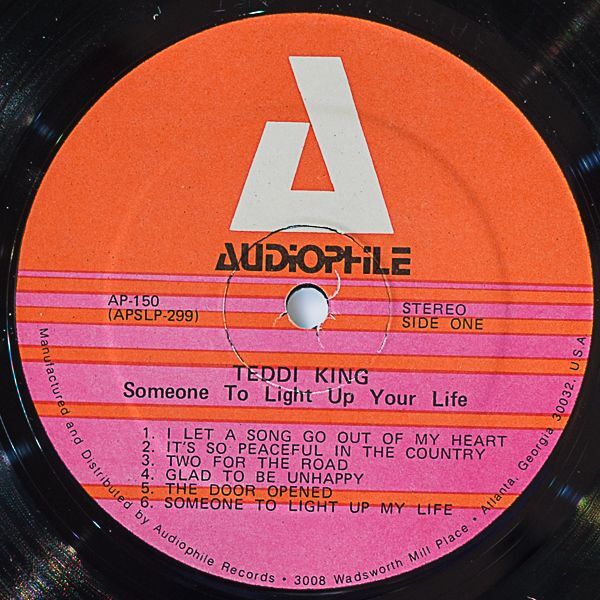 AUDIOPHILE
AP-150
(APSLP-299)
STEREO
SIDE ONE
TEDDI KING
Someone To Light Up Your Life
1. I LET A SONG GO OUT OF MY HEART
2. IT'S SO PEACEFUL IN THE COUNTRY
3. TWO FOR THE ROAD
4. GLAD TO BE UNHAPPY
5. THE DOOR OPENED
6. SOMEONE TO LIGHT UP MY LIFE
Manufactured and Distributed by Audiophile Records • 3008 Wadsworth Mill Place • Atlanta, Georgia 30032, U.S.A.